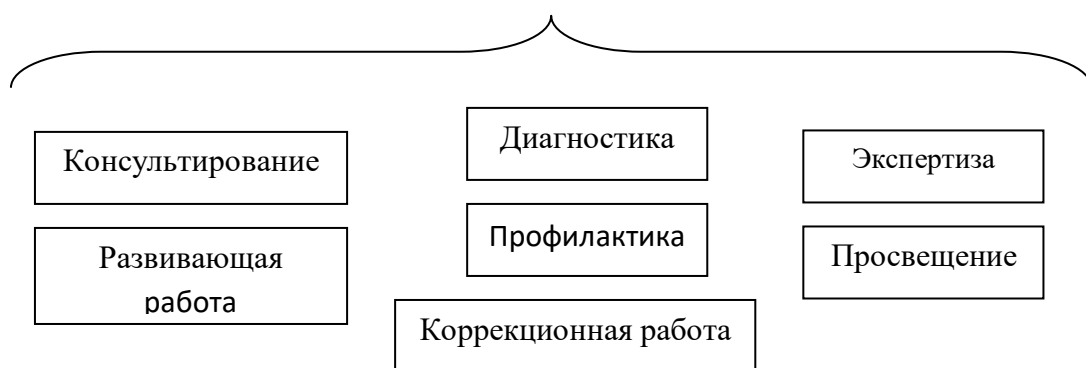 Консультирование
Диагностика
Экспертиза
Развивающая
работа
Профилактика
Просвещение
Коррекционная работа